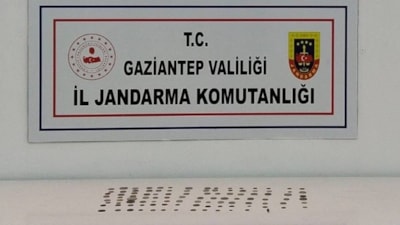 T.C.
GAZİANTEP VALİLİĞİ
İL JANDARMA KOMUTANLIĞI